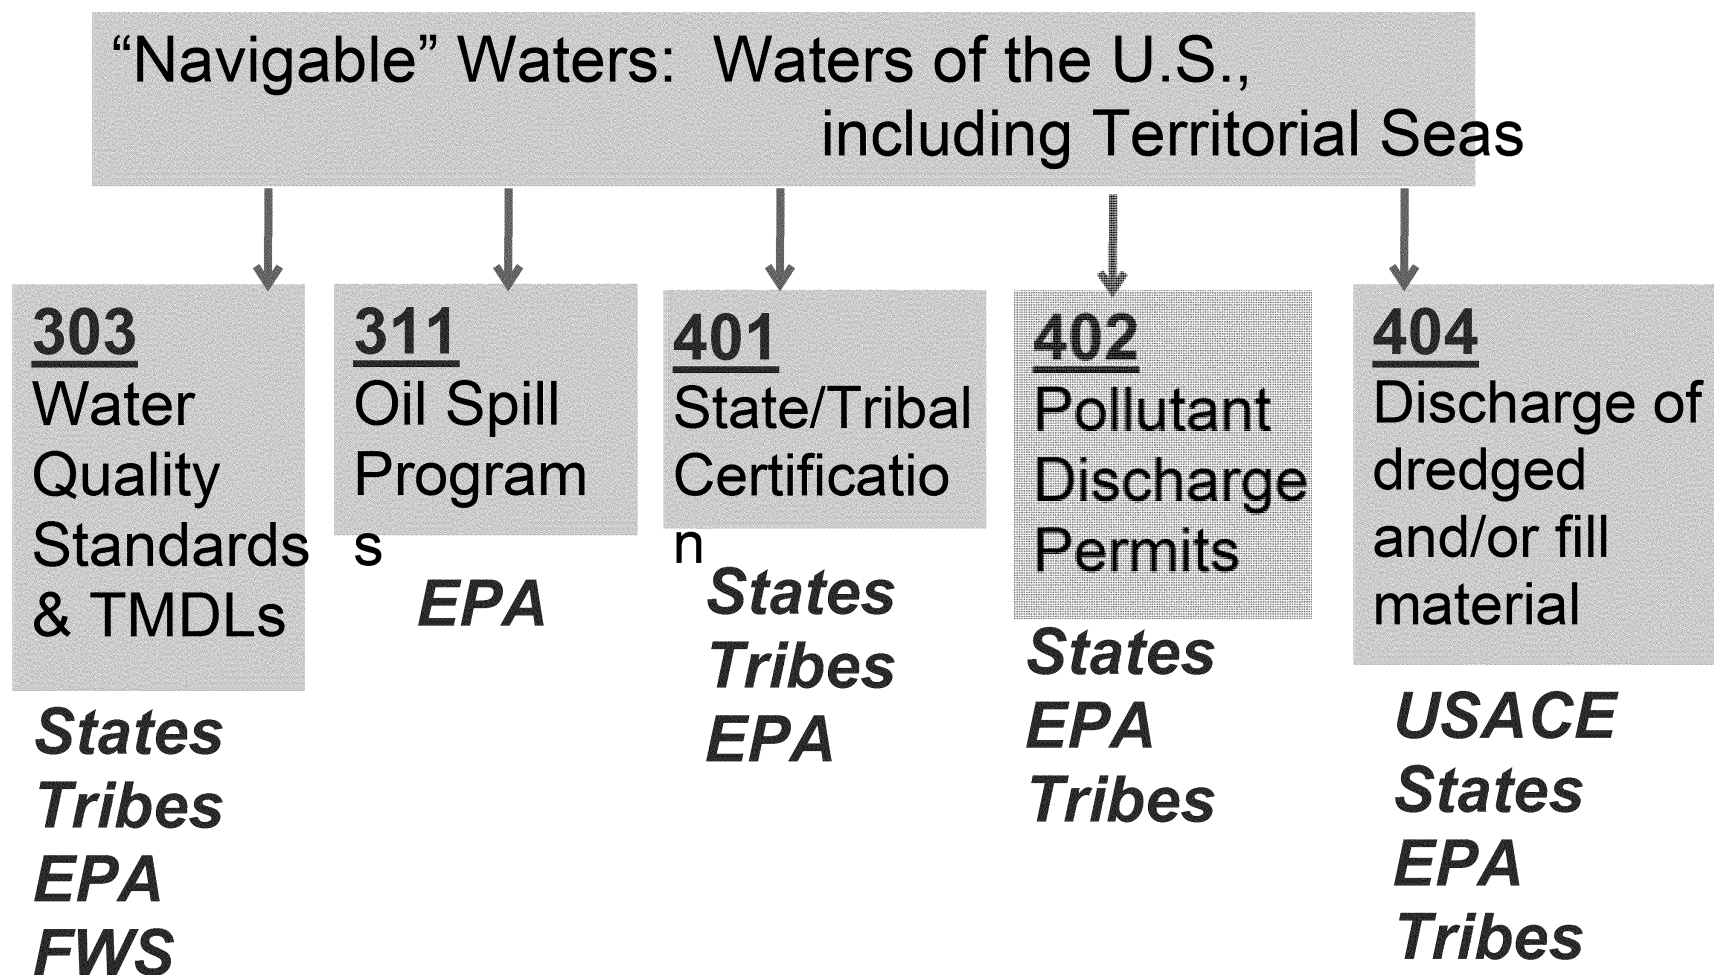 “Navigable” Waters:  Waters of the U.S.,
including Territorial Seas
303
Water
Quality
Standards
& TMDLs
States
Tribes
EPA
FWS
311
Oil Spill
Program
s
EPA
401
State/Tribal
Certificatio
n
States
Tribes
EPA
402
Pollutant
Discharge
Permits
States
EPA
Tribes
404
Discharge of
dredged
and/or fill
material
USACE
States
EPA
Tribes